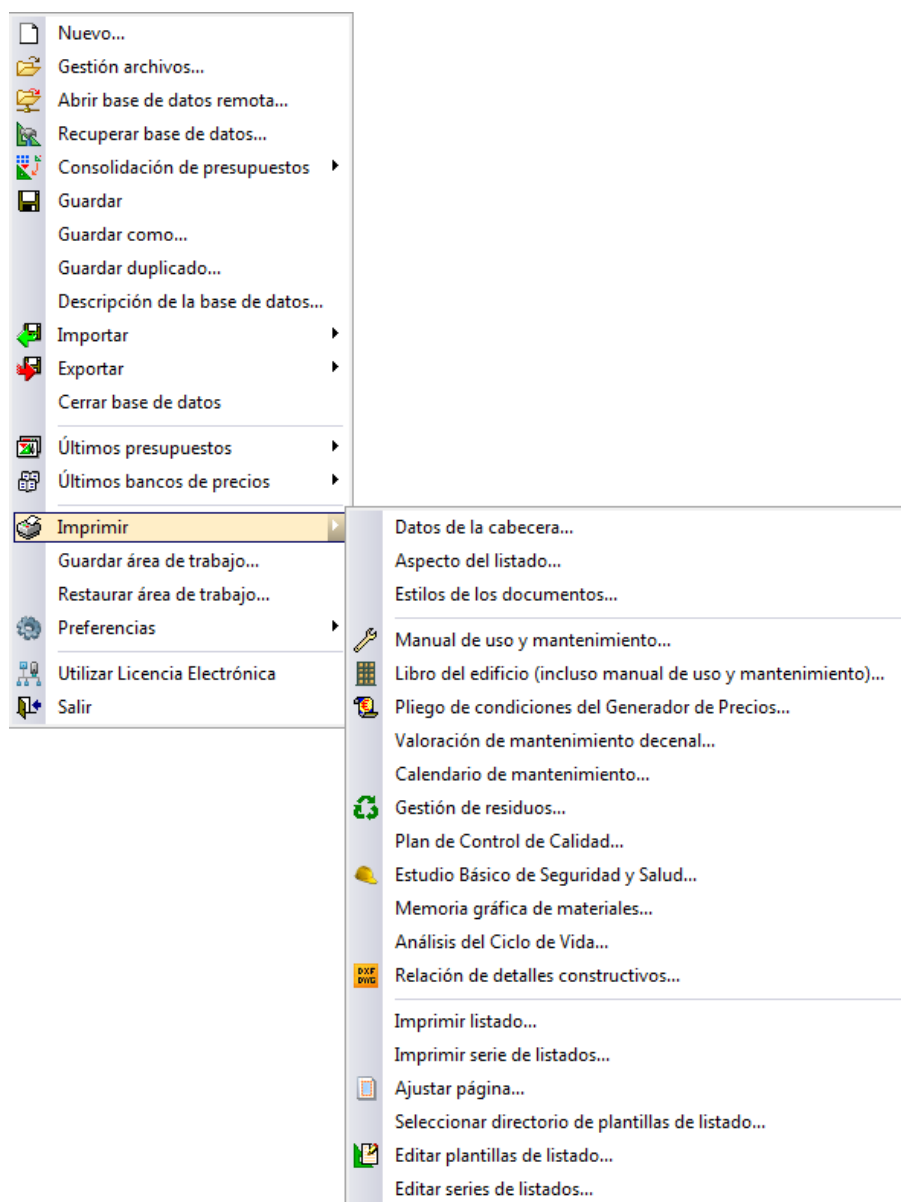 Nuevo...
Gestión archivos...
Abrir base de datos remota...
Recuperar base de datos...
Consolidación de presupuestos
Guardar
Guardar como...
Guardar duplicado...
Descripción de la base de datos...
Importar
Exportar
Cerrar base de datos
Últimos presupuestos
Últimos bancos de precios
Imprimir
Guardar área de trabajo...
Restaurar área de trabajo...
Preferencias
Utilizar Licencia Electrónica
Salir
Datos de la cabecera...
Aspecto del listado...
Estilos de los documentos...
Manual de uso y mantenimiento...
Libro del edificio (incluso manual de uso y mantenimiento)...
Pliego de condiciones del Generador de Precios...
Valoración de mantenimiento decenal...
Calendario de mantenimiento...
Gestión de residuos...
Plan de Control de Calidad...
Estudio Básico de Seguridad y Salud...
Memoria gráfica de materiales...
Análisis del Ciclo de Vida...
DXF
DWG
Relación de detalles constructivos...
Imprimir listado...
Imprimir serie de listados...
Ajustar página...
Seleccionar directorio de plantillas de listado...
Editar plantillas de listado...
Editar series de listados...